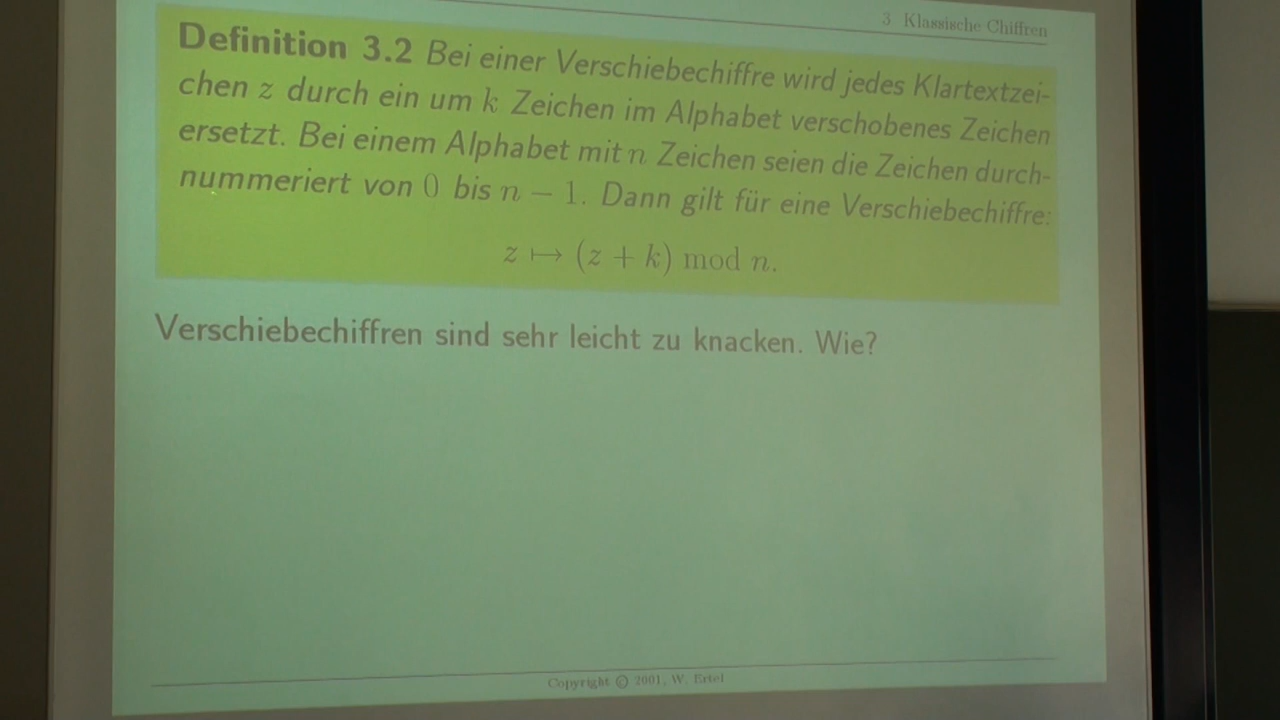 3 Klassische Chiffren
Definition 3.2 Bei einer Verschiebechiffre wird jedes Klartextzei-
chen z durch ein um k Zeichen im Alphabet verschobenes Zeichen
ersetzt. Bei einem Alphabet mit n Zeichen seien die Zeichen durch-
nummeriert von 0 bis n − 1. Dann gilt für eine Verschiebechiffre:
z ↦ (z + k) mod n.
Verschiebechiffren sind sehr leicht zu knacken. Wie?
Copyright © 2001, W. Ertel